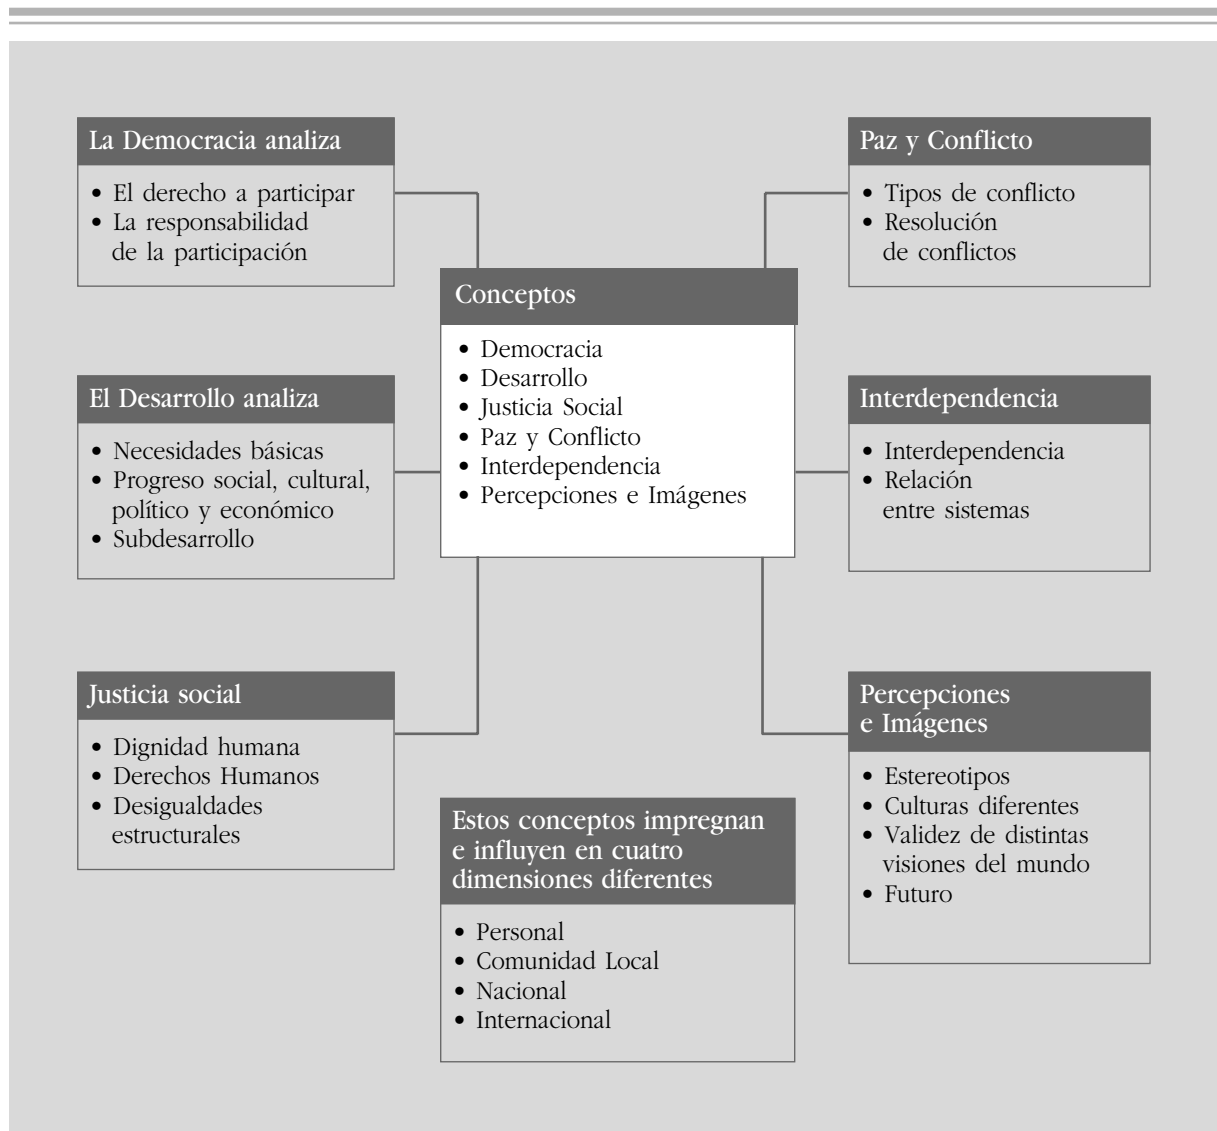 La Democracia analiza
• El derecho a participar
• La responsabilidad
de la participación
El Desarrollo analiza
• Necesidades básicas
• Progreso social, cultural,
político y económico
• Subdesarrollo
Justicia social
• Dignidad humana
• Derechos Humanos
• Desigualdades
estructurales
Conceptos
• Democracia
• Desarrollo
• Justicia Social
• Paz y Conflicto
• Interdependencia
• Percepciones e Imágenes
Estos conceptos impregnan
e influyen en cuatro
dimensiones diferentes
• Personal
• Comunidad Local
• Nacional
• Internacional
Paz y Conflicto
• Tipos de conflicto
• Resolución
de conflictos
Interdependencia
• Interdependencia
• Relación
entre sistemas
Percepciones
e Imágenes
• Estereotipos
• Culturas diferentes
• Validez de distintas
visiones del mundo
• Futuro